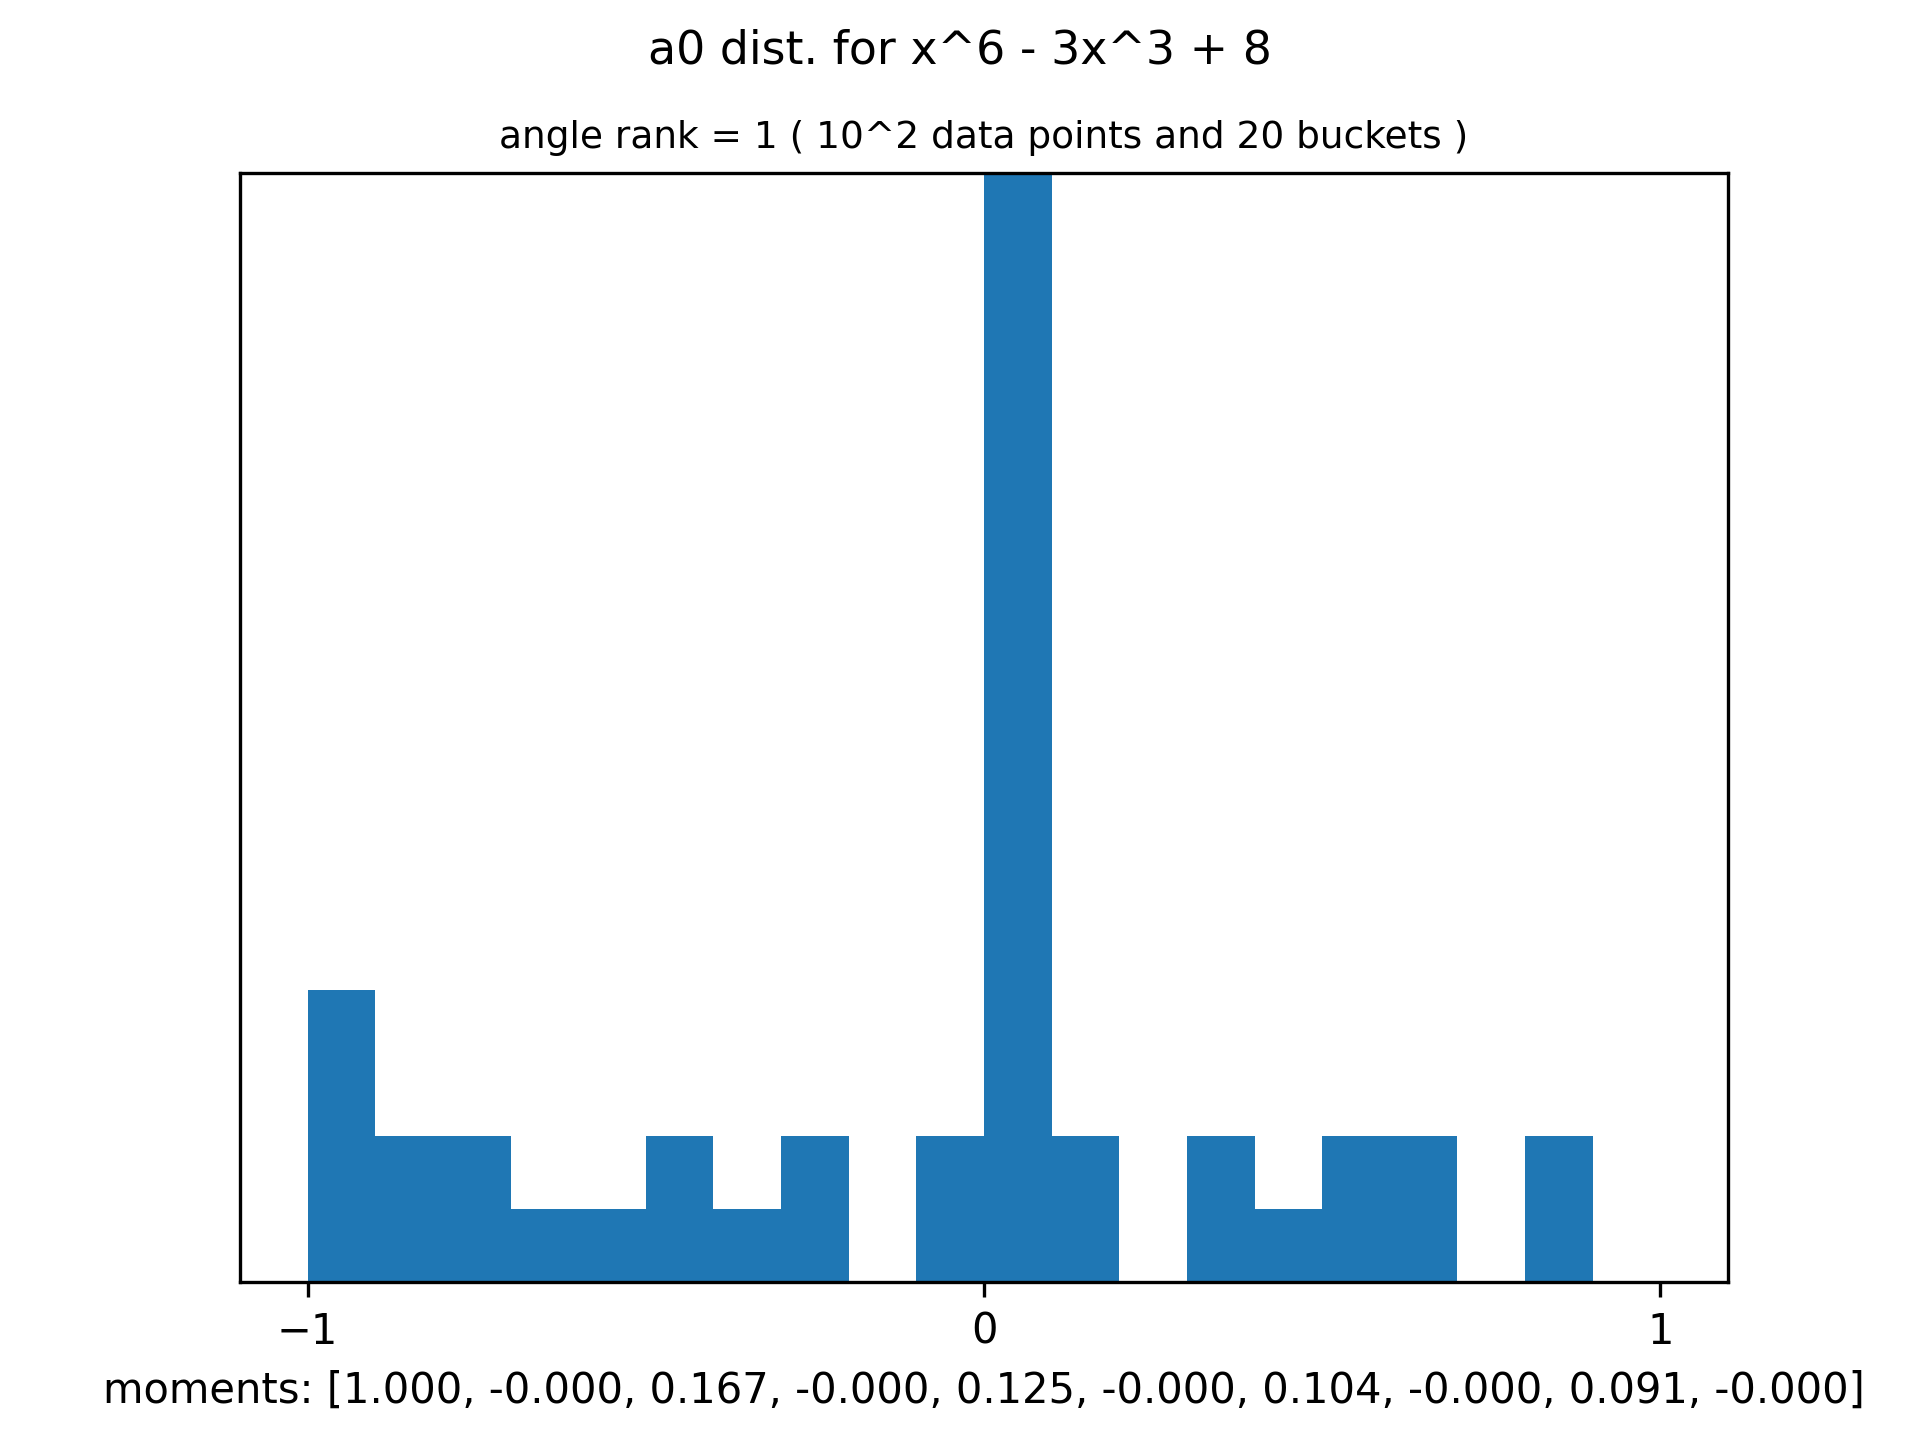 a0 dist. for x^6 - 3x^3 + 8
angle rank = 1 ( 10^2 data points and 20 buckets )
−1 0 1
moments: [1.000, -0.000, 0.167, -0.000, 0.125, -0.000, 0.104, -0.000, 0.091, -0.000]